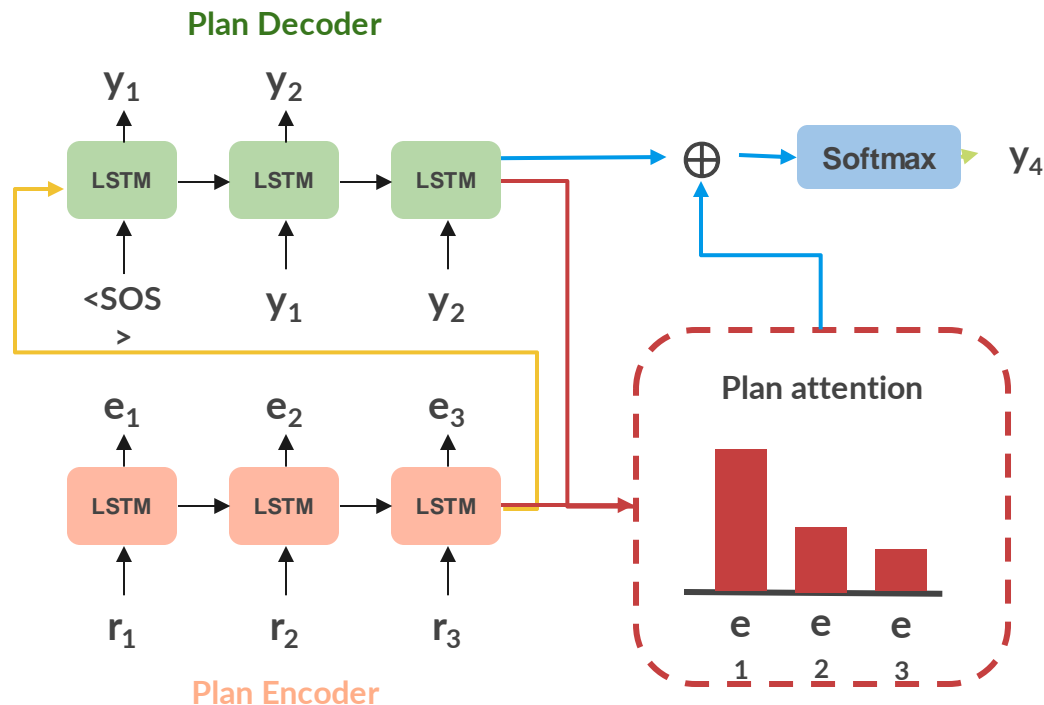 Plan Decoder
y₁ y₂
LSTM LSTM LSTM Softmax y₄
<SOS
>
y₁ y₂
Plan attention
e₁ e₂ e₃
LSTM LSTM LSTM
r₁ r₂ r₃
e e e
1 2 3
Plan Encoder